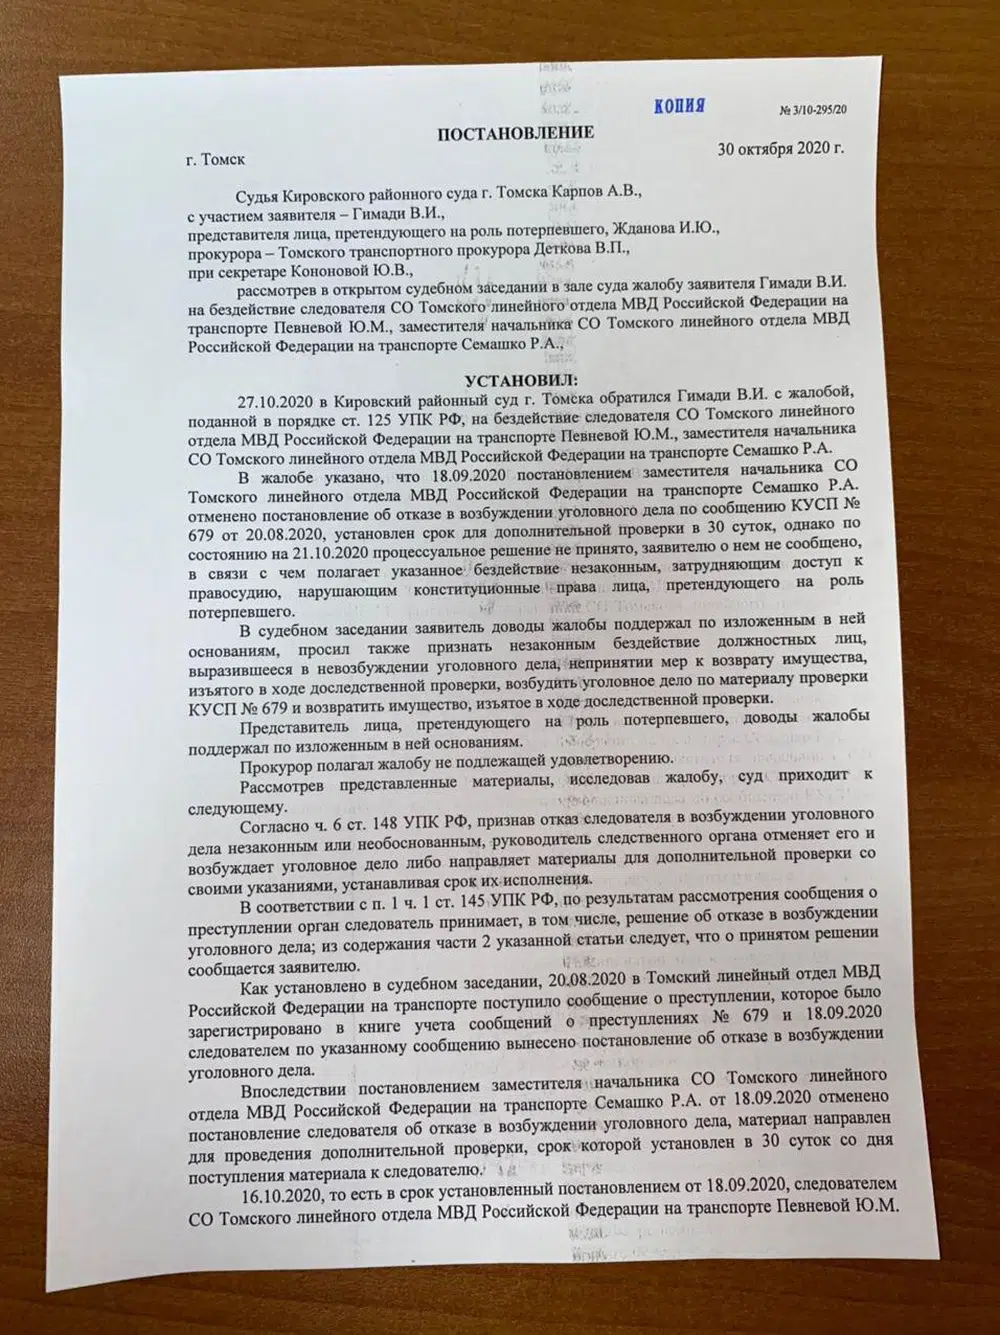 КОПИЯ
№ 3/10-295/20
ПОСТАНОВЛЕНИЕ
г. Томск
30 октября 2020 г.
Судья Кировского районного суда г. Томска Карпов А.В.,
с участием заявителя – Гимади В.И.,
представителя лица, претендующего на роль потерпевшего, Жданова И.Ю.,
прокурора – Томского транспортного прокурора Деткова В.П.,
при секретаре Кононовой Ю.В.,
рассмотрев в открытом судебном заседании в зале суда жалобу заявителя Гимади В.И.
на бездействие следователя СО Томского линейного отдела МВД Российской Федерации на
транспорте Певневой Ю.М., заместителя начальника СО Томского линейного отдела МВД
Российской Федерации на транспорте Семашко Р.А.,
УСТАНОВИЛ:
27.10.2020 в Кировский районный суд г. Томска обратился Гимади В.И. с жалобой,
поданной в порядке ст. 125 УПК РФ, на бездействие следователя СО Томского линейного
отдела МВД Российской Федерации на транспорте Певневой Ю.М., заместителя начальника
СО Томского линейного отдела МВД Российской Федерации на транспорте Семашко Р.А.
В жалобе указано, что 18.09.2020 постановлением заместителя начальника СО
Томского линейного отдела МВД Российской Федерации на транспорте Семашко Р.А.
отменено постановление об отказе в возбуждении уголовного дела по сообщению КУСП №
679 от 20.08.2020, установлен срок для дополнительной проверки в 30 суток, однако по
состоянию на 21.10.2020 процессуальное решение не принято, заявителю о нем не сообщено,
в связи с чем полагает указанное бездействие незаконным, затрудняющим доступ к
правосудию, нарушающим конституционные права лица, претендующего на роль
потерпевшего.
В судебном заседании заявитель доводы жалобы поддержал по изложенным в ней
основаниям, просил также признать незаконным бездействие должностных лиц,
выразившееся в невозбуждении уголовного дела, непринятии мер к возврату имущества,
изъятого в ходе доследственной проверки, возбудить уголовное дело по материалу проверки
КУСП № 679 и возвратить имущество, изъятое в ходе доследственной проверки.
Представитель лица, претендующего на роль потерпевшего, доводы жалобы
поддержал по изложенным в ней основаниям.
Прокурор полагал жалобу не подлежащей удовлетворению.
Рассмотрев представленные материалы, исследовав жалобу, суд приходит к
следующему.
Согласно ч. 6 ст. 148 УПК РФ, признав отказ следователя в возбуждении уголовного
дела незаконным или необоснованным, руководитель следственного органа отменяет его и
возбуждает уголовное дело либо направляет материалы для дополнительной проверки со
своими указаниями, устанавливая срок их исполнения.
В соответствии с п. 1 ч. 1 ст. 145 УПК РФ, по результатам рассмотрения сообщения о
преступлении орган следователь принимает, в том числе, решение об отказе в возбуждении
уголовного дела; из содержания части 2 указанной статьи следует, что о принятом решении
сообщается заявителю.
Как установлено в судебном заседании, 20.08.2020 в Томский линейный отдел МВД
Российской Федерации на транспорте поступило сообщение о преступлении, которое было
зарегистрировано в книге учета сообщений о преступлениях № 679 и 18.09.2020
следователем по указанному сообщению вынесено постановление об отказе в возбуждении
уголовного дела.
Впоследствии постановлением заместителя начальника СО Томского линейного
отдела МВД Российской Федерации на транспорте Семашко Р.А. от 18.09.2020 отменено
постановление следователя об отказе в возбуждении уголовного дела, материал направлен
для проведения дополнительной проверки, срок которой установлен в 30 суток со дня
поступления материала к следователю.
16.10.2020, то есть в срок установленный постановлением от 18.09.2020, следователем
СО Томского линейного отдела МВД Российской Федерации на транспорте Певневой Ю.М.